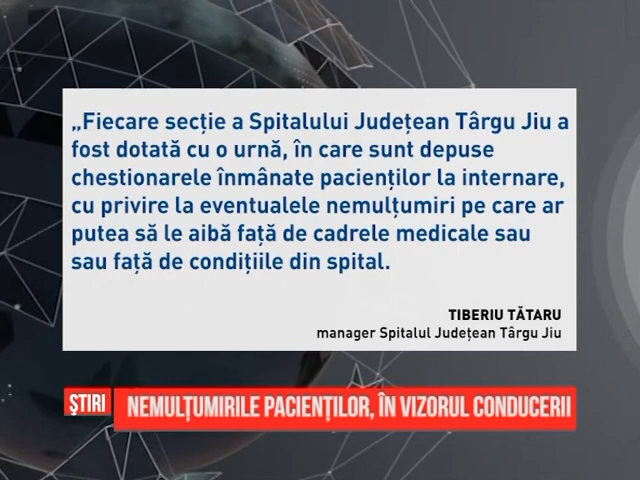 „Fiecare secție a Spitalului Județean Târgu Jiu a
fost dotată cu o urnă, în care sunt depuse
chestionarele înmânate pacienților la internare,
cu privire la eventualele nemulțumiri pe care ar
putea să le aibă față de cadrele medicale sau
sau față de condițiile din spital.
TIBERIU TĂTARU
manager Spitalul Județean Târgu Jiu
ȘTIRI
NEMULȚUMIRILE PACIENȚILOR, ÎN VIZORUL CONDUCERII